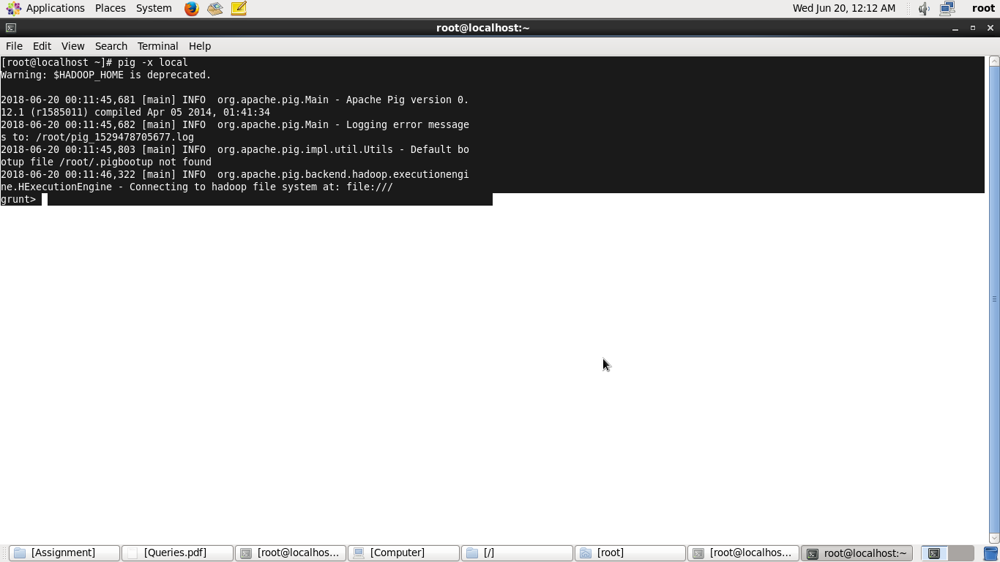 Applications Places System Wed Jun 20, 12:12 AM root
root@localhost:~
File Edit View Search Terminal Help
[root@localhost ~]# pig -x local
Warning: $HADOOP_HOME is deprecated.
2018-06-20 00:11:45,681 [main] INFO  org.apache.pig.Main - Apache Pig version 0.
12.1 (r1585011) compiled Apr 05 2014, 01:41:34
2018-06-20 00:11:45,682 [main] INFO  org.apache.pig.Main - Logging error message
s to: /root/pig_1529478705677.log
2018-06-20 00:11:45,803 [main] INFO  org.apache.pig.impl.util.Utils - Default bo
otup file /root/.pigbootup not found
2018-06-20 00:11:46,322 [main] INFO  org.apache.pig.backend.hadoop.executionengi
ne.HExecutionEngine - Connecting to hadoop file system at: file:///
grunt>
[Assignment] [Queries.pdf] [root@localhos... [Computer] [/] [root] [root@localhos... root@localhost:~